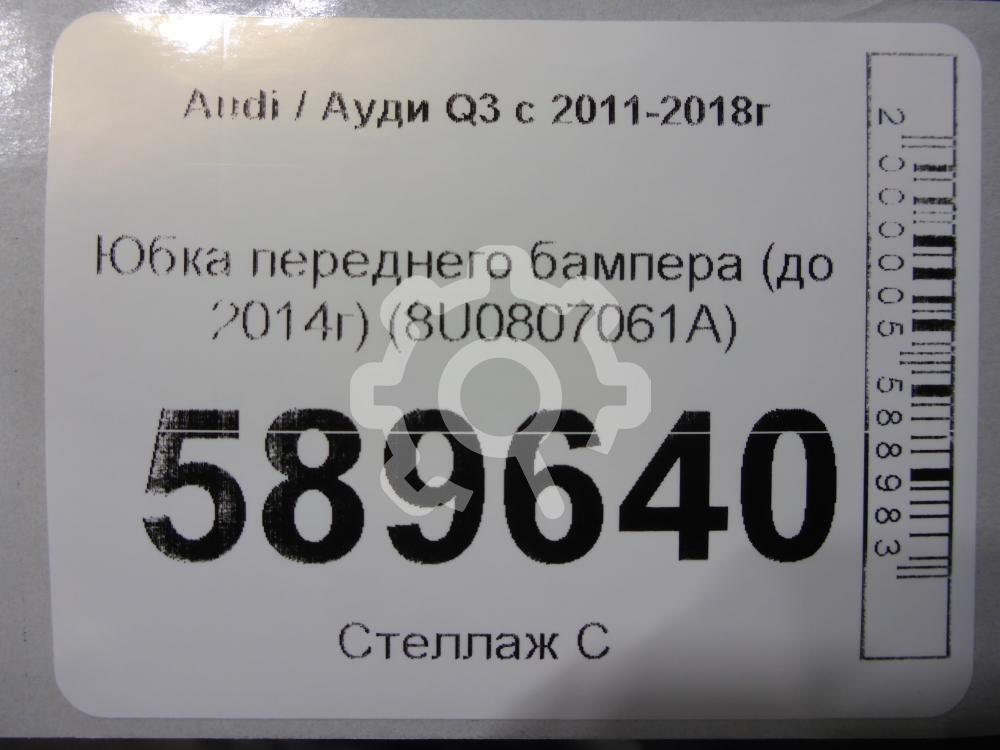 Audi / Ауди Q3 с 2011-2018г
Юбка переднего бампера (до
2014г) (8U0807061A)
589640
Стеллаж С
2000005588983